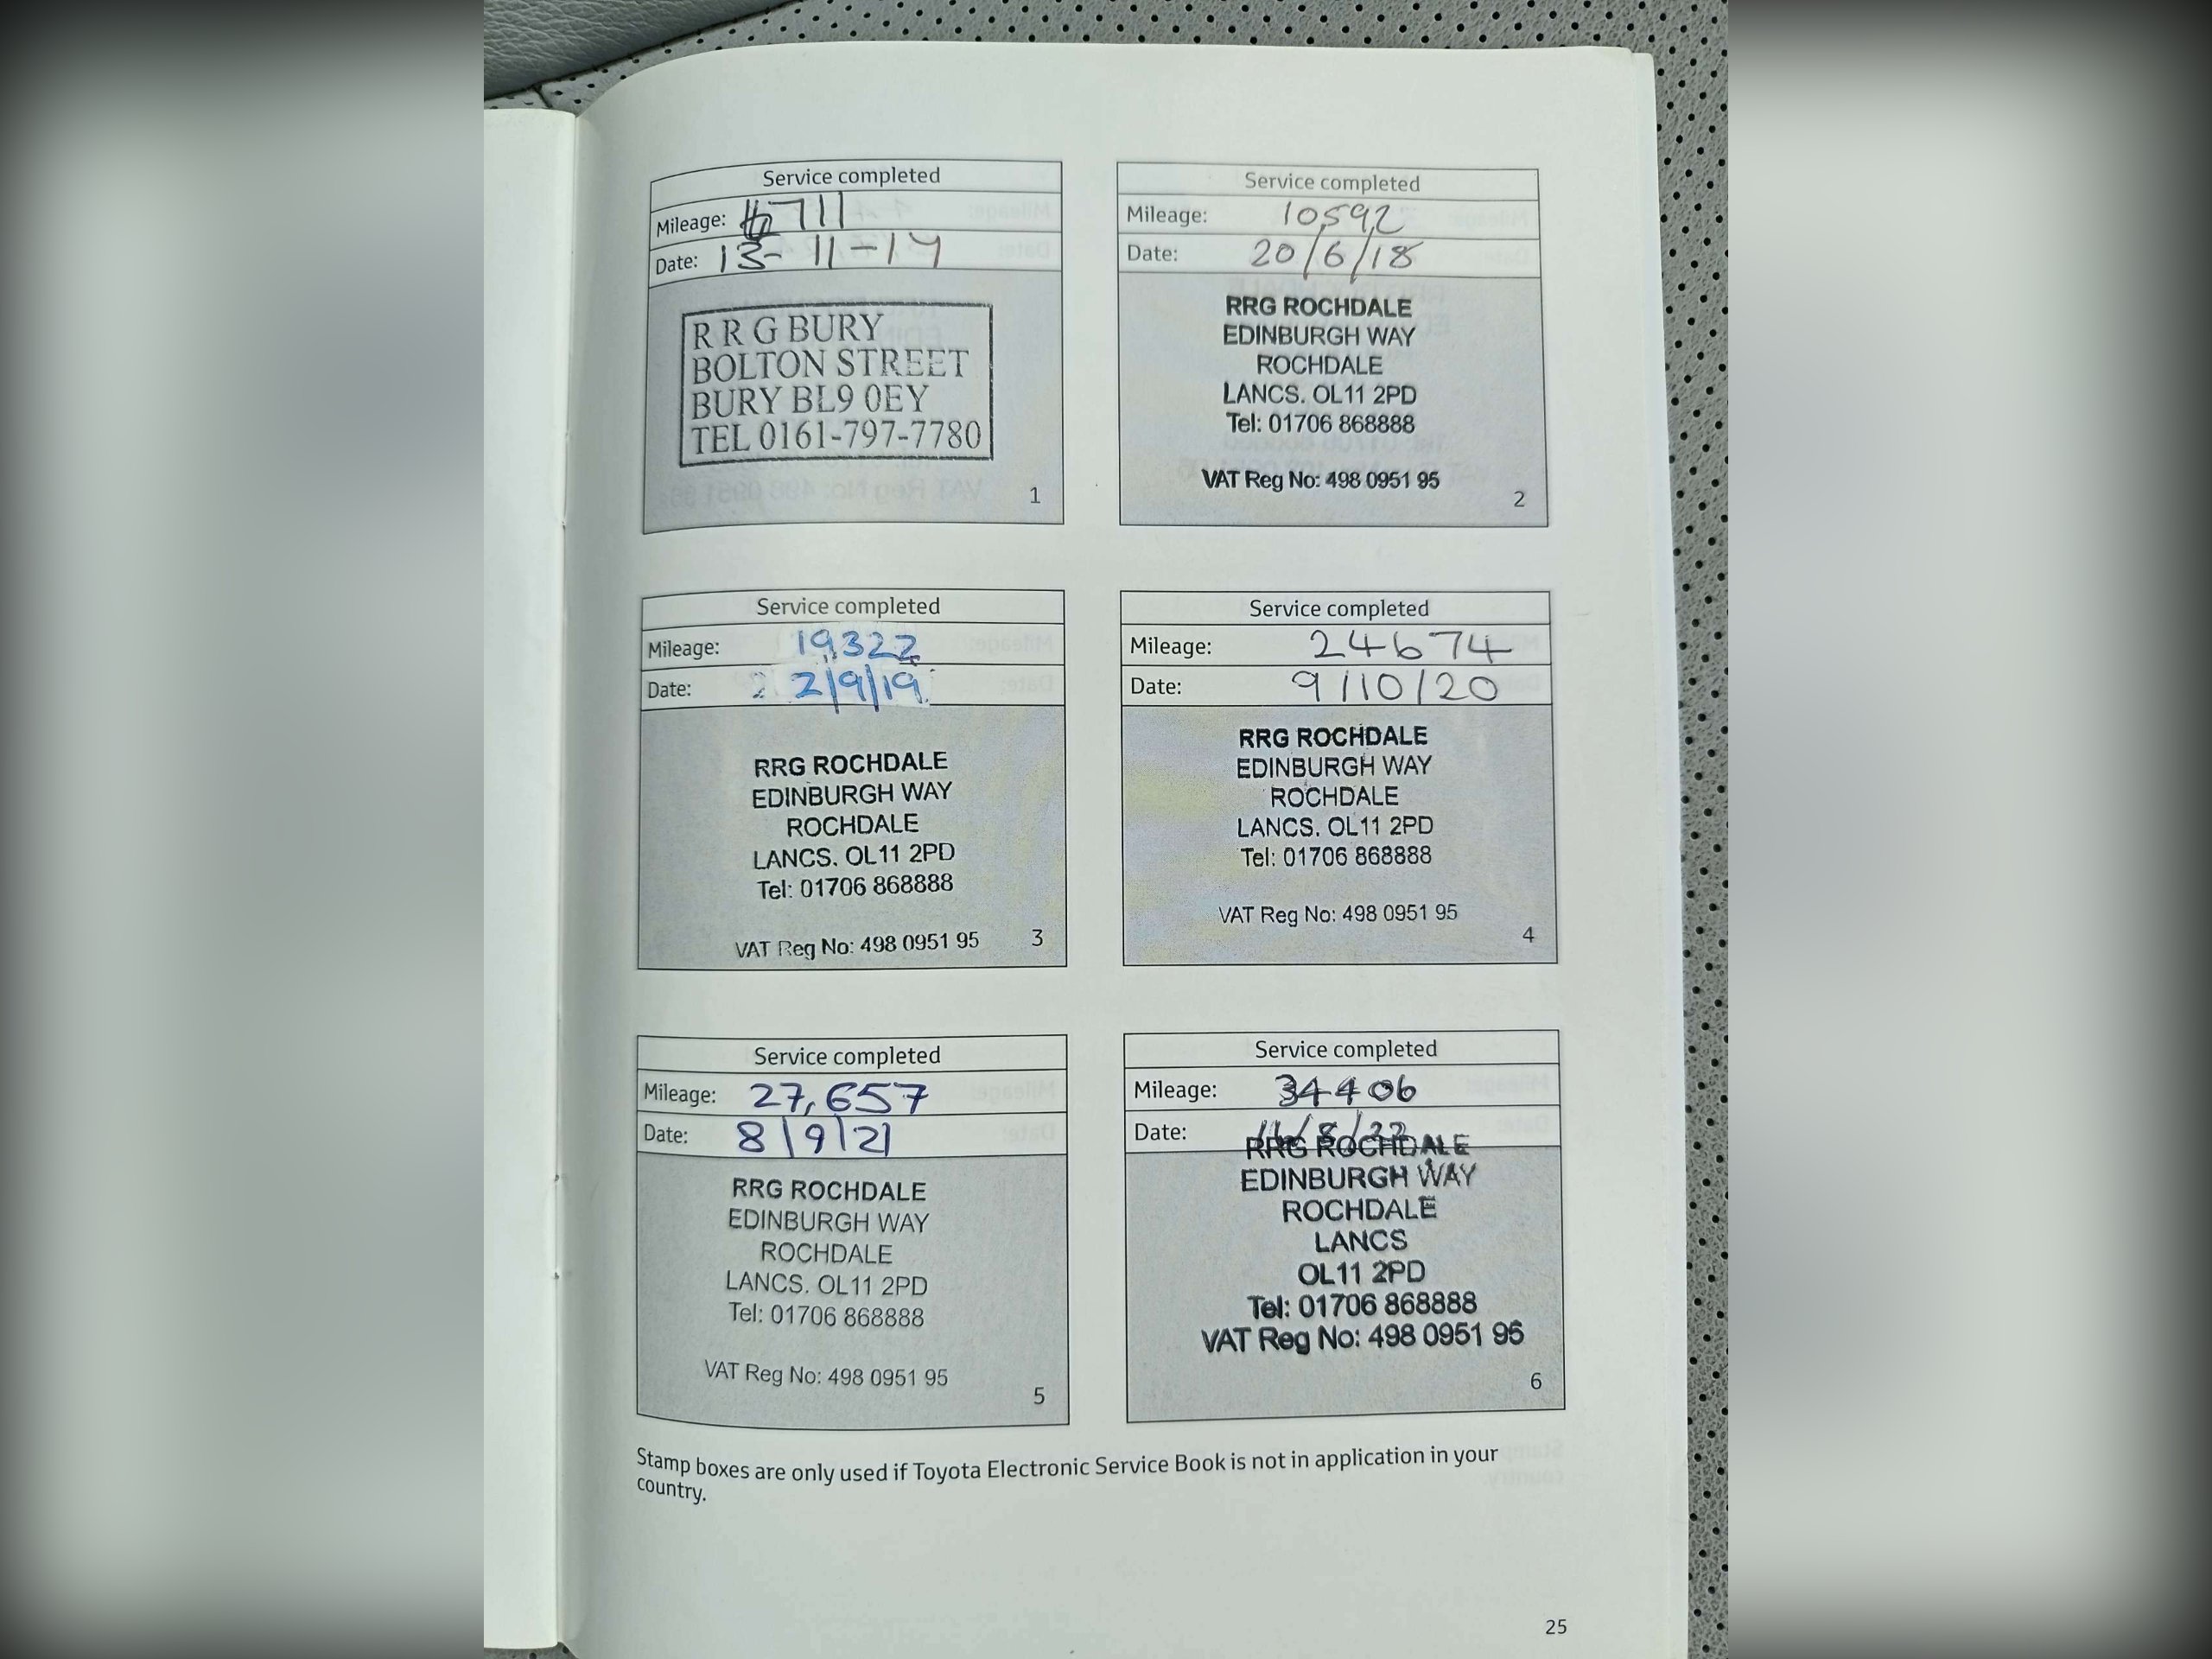 Service completed
Mileage: 6711
Date: 13-11-14
R R G BURY
BOLTON STREET
BURY BL9 0EY
TEL 0161-797-7780
1
Service completed
Mileage: 10,592
Date: 20/6/18
RRG ROCHDALE
EDINBURGH WAY
ROCHDALE
LANCS. OL11 2PD
Tel: 01706 868888
VAT Reg No: 498 0951 95
2
Service completed
Mileage: 19,322
Date: 2/9/19
RRG ROCHDALE
EDINBURGH WAY
ROCHDALE
LANCS. OL11 2PD
Tel: 01706 868888
VAT Reg No: 498 0951 95
3
Service completed
Mileage: 24674
Date: 9/10/20
RRG ROCHDALE
EDINBURGH WAY
ROCHDALE
LANCS. OL11 2PD
Tel: 01706 868888
VAT Reg No: 498 0951 95
4
Service completed
Mileage: 27,657
Date: 8/9/21
RRG ROCHDALE
EDINBURGH WAY
ROCHDALE
LANCS. OL11 2PD
Tel: 01706 868888
VAT Reg No: 498 0951 95
5
Service completed
Mileage: 34406
Date:
RRG ROCHDALE
EDINBURGH WAY
ROCHDALE
LANCS
OL11 2PD
Tel: 01706 868888
VAT Reg No: 498 0951 95
6
Stamp boxes are only used if Toyota Electronic Service Book is not in application in your
country.
25